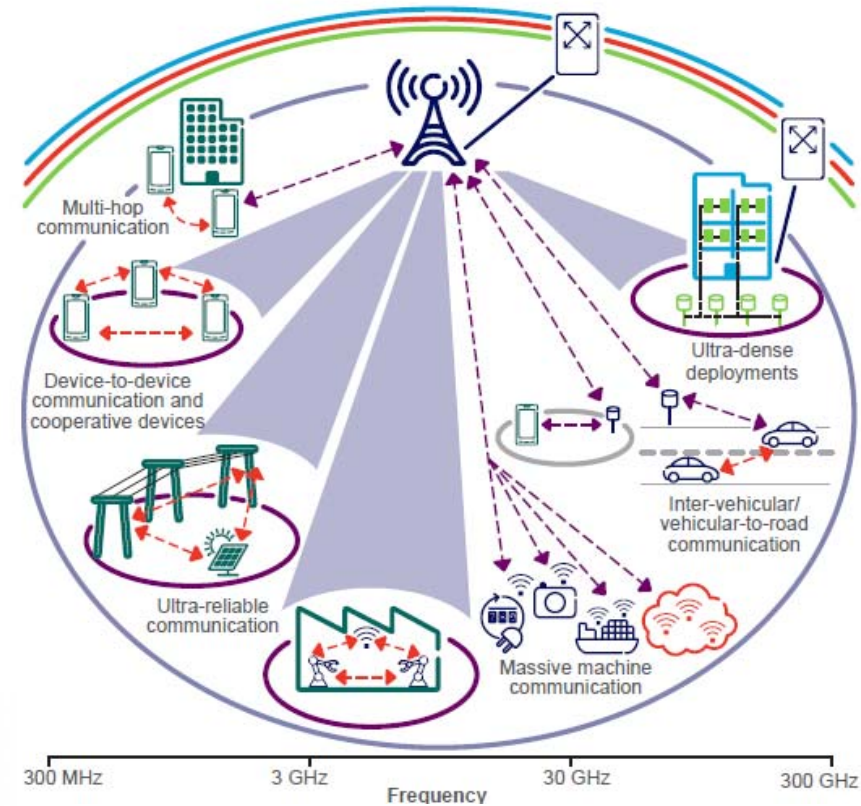 Multi-hop
communication
Device-to-device
communication and
cooperative devices
Ultra-dense
deployments
Inter-vehicular/
vehicular-to-road
communication
Ultra-reliable
communication
Massive machine
communication
300 MHz
3 GHz
30 GHz
300 GHz
Frequency